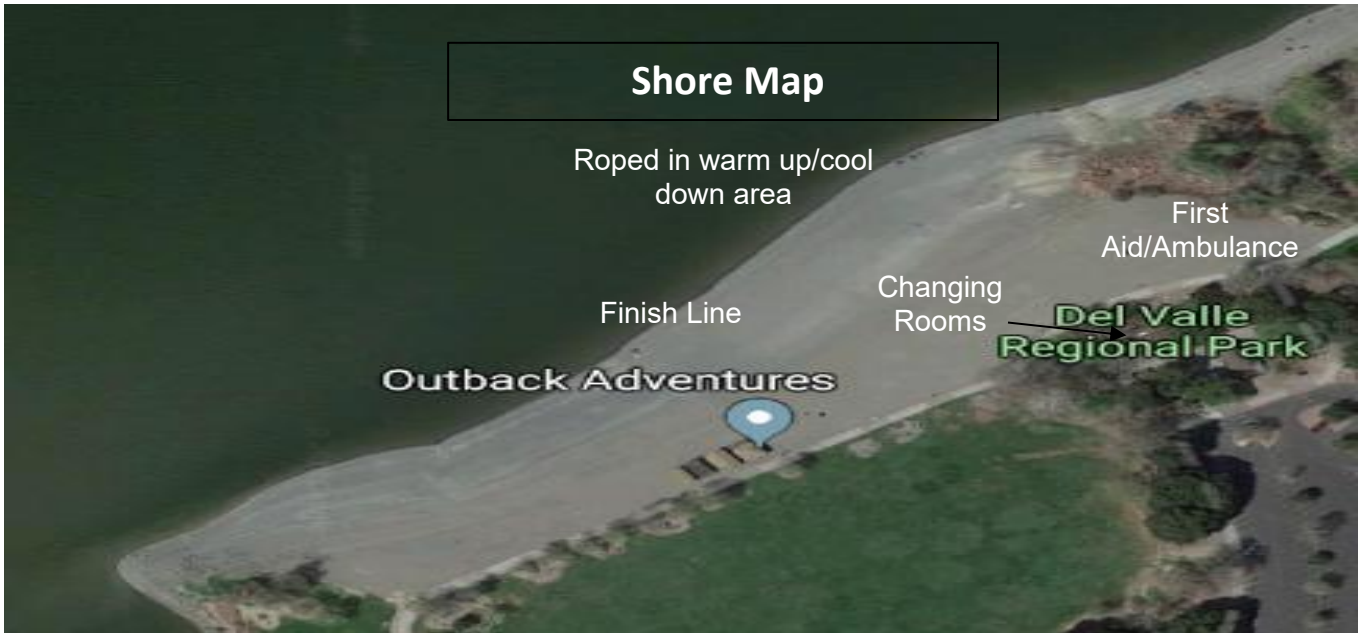 Shore Map
Roped in warm up/cool
down area
First
Aid/Ambulance
Changing
Rooms
Finish Line
Del Valle
Regional Park
Outback Adventures